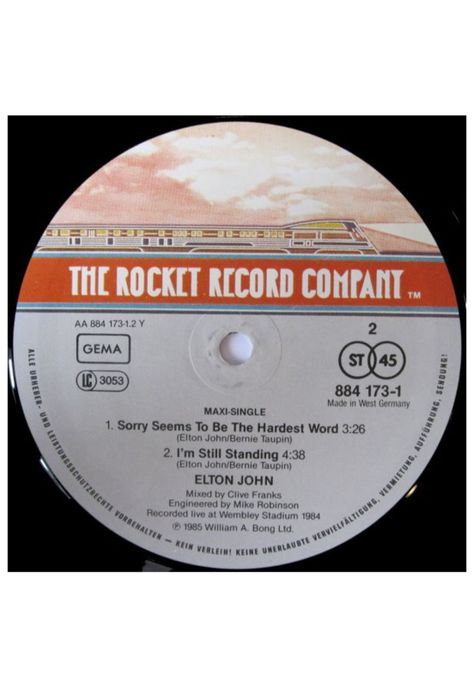 THE ROCKET RECORD COMPANY TM
AA 884 173-1.2 Y
GEMA
LC 3053
2
ST 45
884 173-1
Made in West Germany
MAXI-SINGLE
1. Sorry Seems To Be The Hardest Word 3:26
(Elton John/Bernie Taupin)
2. I'm Still Standing 4:38
(Elton John/Bernie Taupin)
ELTON JOHN
Mixed by Clive Franks
Engineered by Mike Robinson
Recorded live at Wembley Stadium 1984
℗ 1985 William A. Bong Ltd.
ALLE URHEBER- UND LEISTUNGSSCHUTZRECHTE VORBEHALTEN – KEIN VERLEIH! KEINE UNERLAUBTE VERVIELFÄLTIGUNG, VERMIETUNG, AUFFÜHRUNG, SENDUNG!